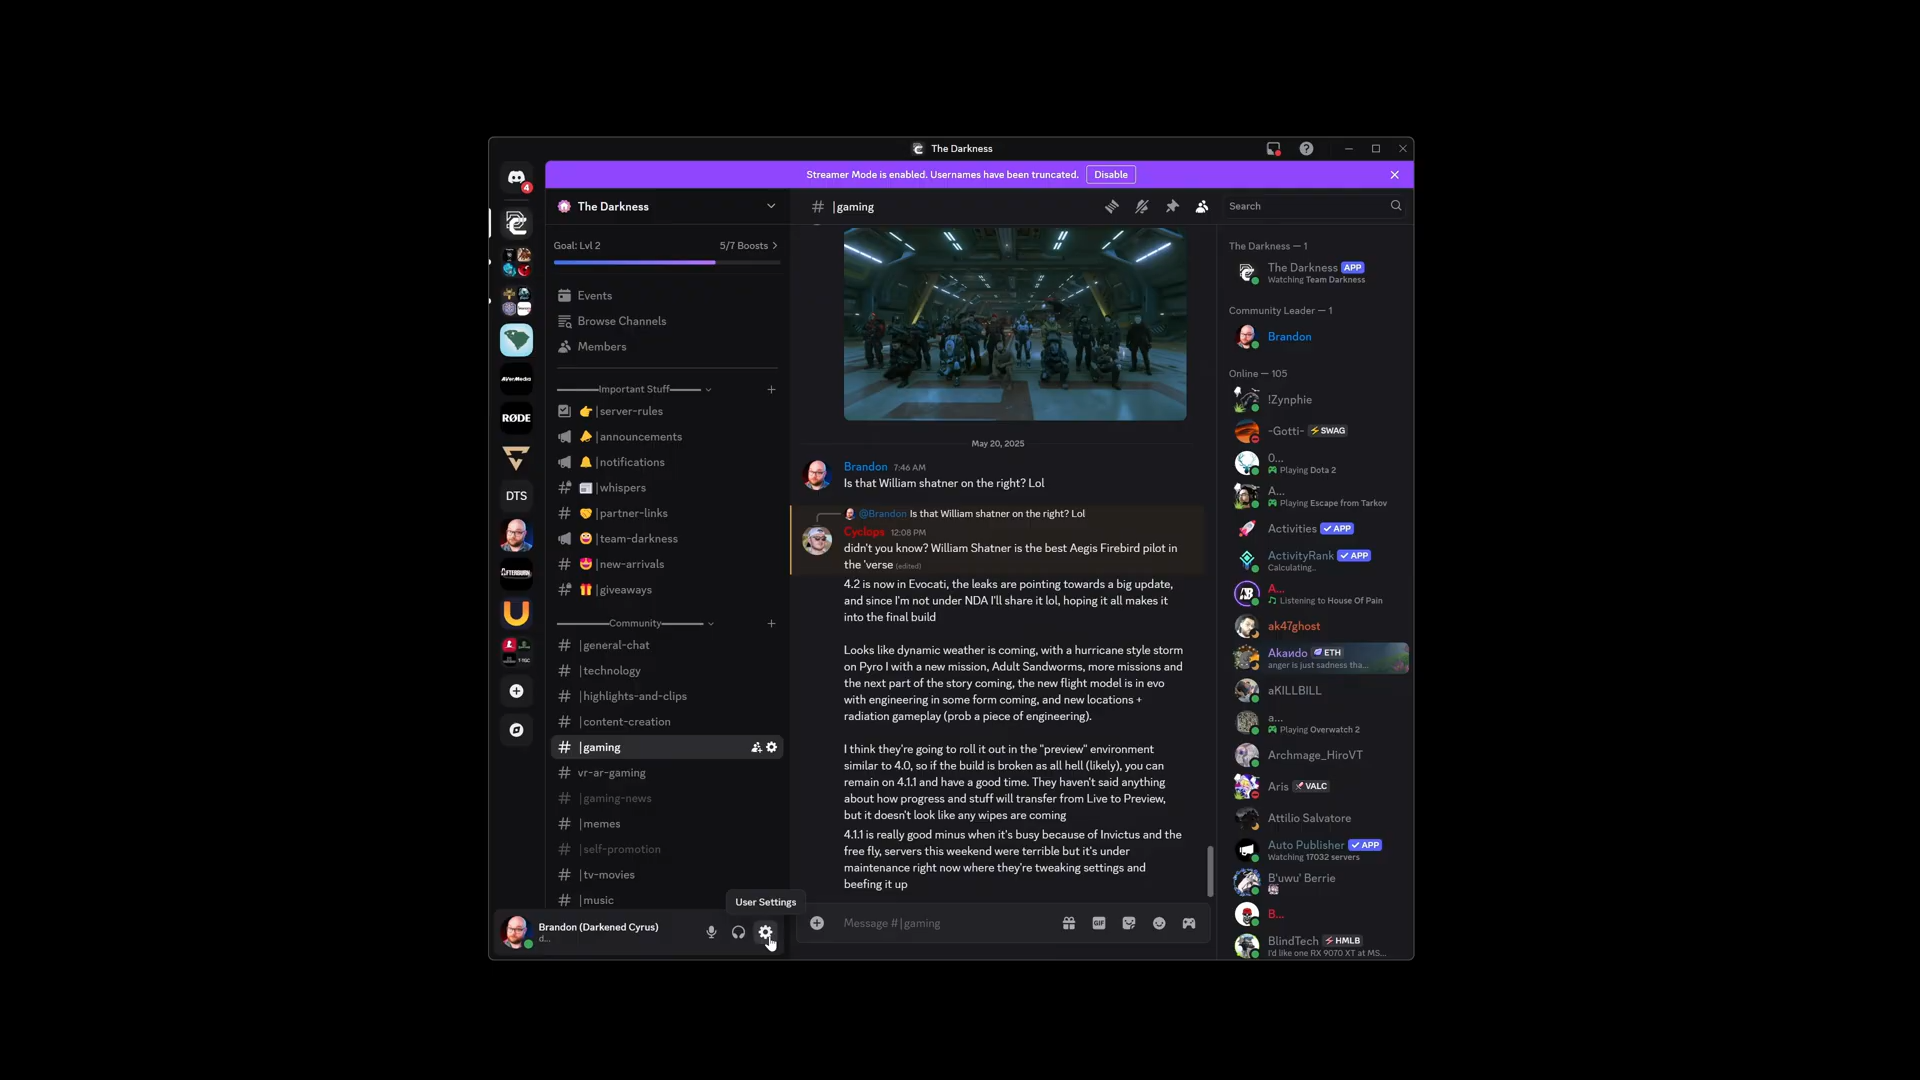 The Darkness
Streamer Mode is enabled. Usernames have been truncated. Disable
4
AVerMedia
RØDE
DTS
AFTERBURN
The Darkness
Goal: Lvl 2 5/7 Boosts
Events
Browse Channels
Members
Important Stuff
|server-rules
|announcements
|notifications
|whispers
|partner-links
|team-darkness
|new-arrivals
|giveaways
Community
|general-chat
|technology
|highlights-and-clips
|content-creation
|gaming
vr-ar-gaming
|gaming-news
|memes
|self-promotion
|tv-movies
|music
User Settings
Brandon (Darkened Cyrus)
d...
# |gaming
May 20, 2025
Brandon 7:46 AM
Is that William shatner on the right? Lol
@Brandon Is that William shatner on the right? Lol
Cyclops 12:08 PM
didn't you know? William Shatner is the best Aegis Firebird pilot in
the 'verse (edited)
4.2 is now in Evocati, the leaks are pointing towards a big update,
and since I'm not under NDA I'll share it lol, hoping it all makes it
into the final build
Looks like dynamic weather is coming, with a hurricane style storm
on Pyro I with a new mission, Adult Sandworms, more missions and
the next part of the story coming, the new flight model is in evo
with engineering in some form coming, and new locations +
radiation gameplay (prob a piece of engineering).
I think they're going to roll it out in the "preview" environment
similar to 4.0, so if the build is broken as all hell (likely), you can
remain on 4.1.1 and have a good time. They haven't said anything
about how progress and stuff will transfer from Live to Preview,
but it doesn't look like any wipes are coming
4.1.1 is really good minus when it's busy because of Invictus and the
free fly, servers this weekend were terrible but it's under
maintenance right now where they're tweaking settings and
beefing it up
Message #|gaming
GIF
Search
The Darkness — 1
The Darkness APP
Watching Team Darkness
Community Leader — 1
Brandon
Online — 105
!Zynphie
-Gotti- SWAG
0...
Playing Dota 2
A...
Playing Escape from Tarkov
Activities APP
ActivityRank APP
Calculating..
A...
Listening to House Of Pain
ak47ghost
Akaиdo ETH
anger is just sadness tha...
aKILLBILL
a...
Playing Overwatch 2
Archmage_HiroVT
Aris VALC
Attilio Salvatore
Auto Publisher APP
Watching 17032 servers
B'uwu' Berrie
B...
BlindTech HMLB
I'd like one RX 9070 XT at MS...